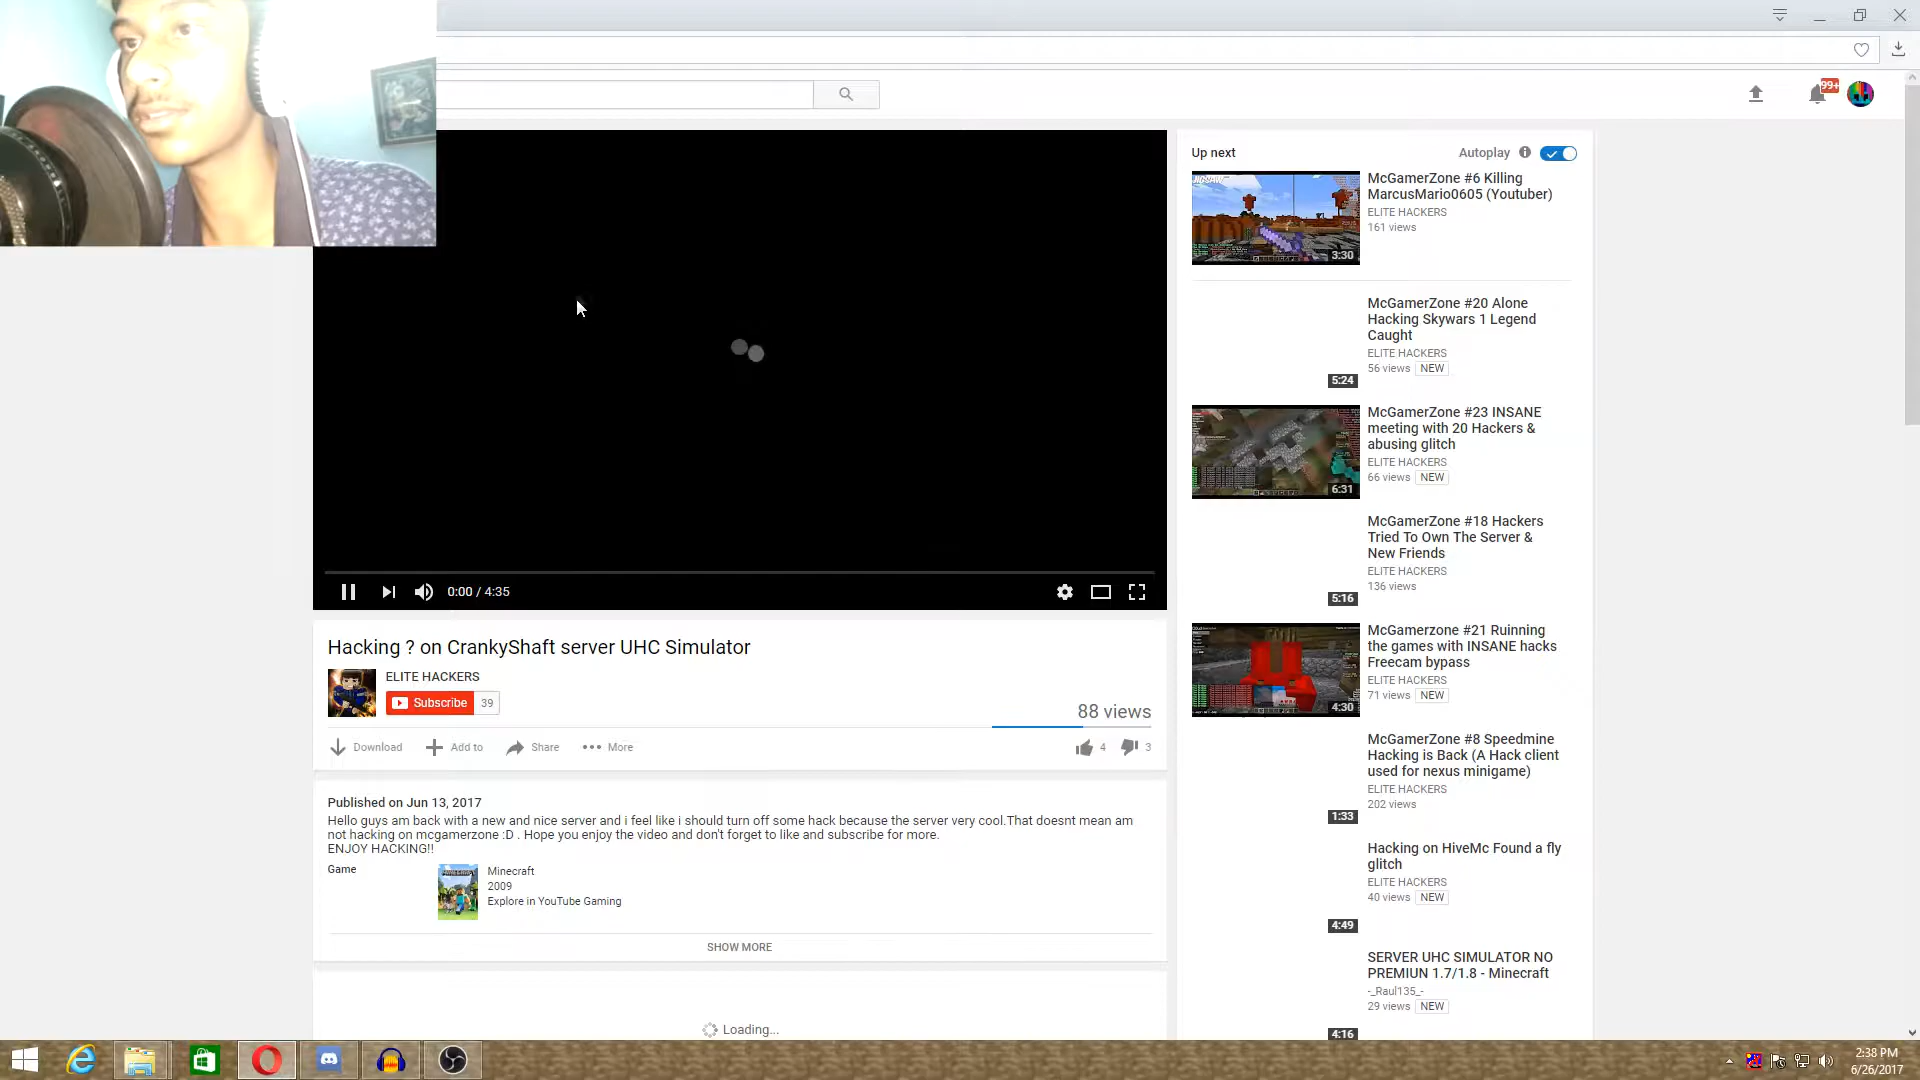 99+
Up next
Autoplay
McGamerZone #6 Killing
MarcusMario0605 (Youtuber)
ELITE HACKERS
161 views
3:30
McGamerZone #20 Alone
Hacking Skywars 1 Legend
Caught
ELITE HACKERS
56 views NEW
5:24
McGamerZone #23 INSANE
meeting with 20 Hackers &
abusing glitch
ELITE HACKERS
66 views NEW
6:31
McGamerZone #18 Hackers
Tried To Own The Server &
New Friends
ELITE HACKERS
136 views
5:16
McGamerzone #21 Ruinning
the games with INSANE hacks
Freecam bypass
ELITE HACKERS
71 views NEW
4:30
McGamerZone #8 Speedmine
Hacking is Back (A Hack client
used for nexus minigame)
ELITE HACKERS
202 views
1:33
Hacking on HiveMc Found a fly
glitch
ELITE HACKERS
40 views NEW
4:49
SERVER UHC SIMULATOR NO
PREMIUN 1.7/1.8 - Minecraft
-_Raul135_-
29 views NEW
4:16
0:00 / 4:35
Hacking ? on CrankyShaft server UHC Simulator
ELITE HACKERS
Subscribe 39
88 views
Download Add to Share More
4 3
Published on Jun 13, 2017
Hello guys am back with a new and nice server and i feel like i should turn off some hack because the server very cool.That doesnt mean am
not hacking on mcgamerzone :D . Hope you enjoy the video and don't forget to like and subscribe for more.
ENJOY HACKING!!
Game
Minecraft
2009
Explore in YouTube Gaming
SHOW MORE
Loading...
2:38 PM
6/26/2017